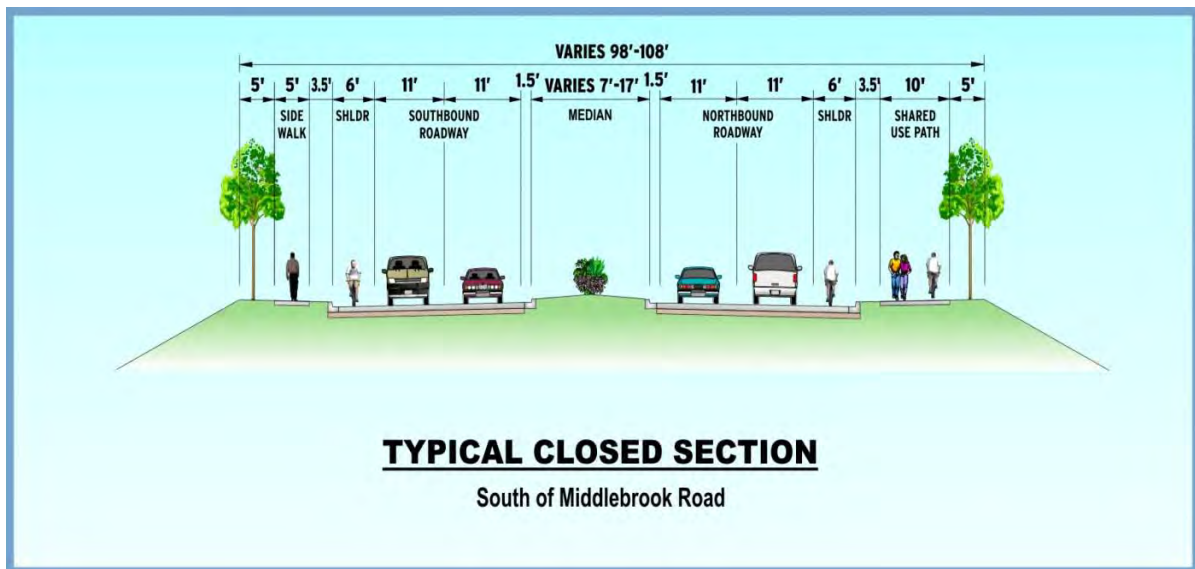 VARIES 98'-108'
5' 5' 3.5' 6' 11' 11' 1.5' VARIES 7'-17' 1.5' 11' 11' 6' 3.5' 10' 5'
SIDE WALK
SHLDR
SOUTHBOUND ROADWAY
MEDIAN
NORTHBOUND ROADWAY
SHLDR
SHARED USE PATH
TYPICAL CLOSED SECTION
South of Middlebrook Road